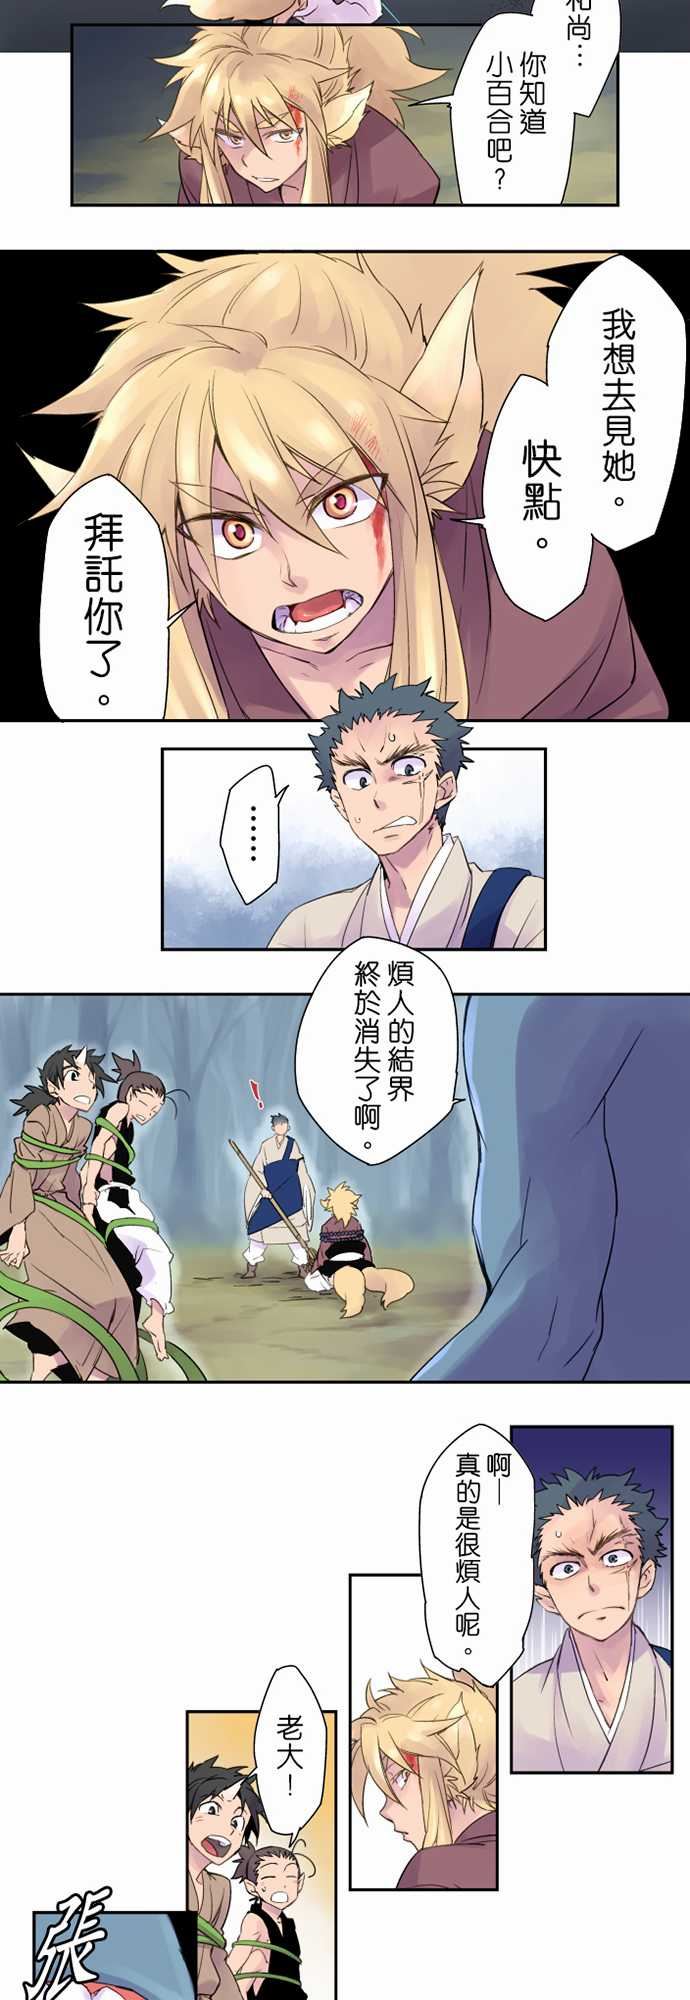 和尚⋯
你知道
小百合吧？
我想去見她。
快點。
拜託你了。
⋯⋯
煩人的結界
終於消失了啊。
！
啊—
真的是很煩人呢。
老大！
張